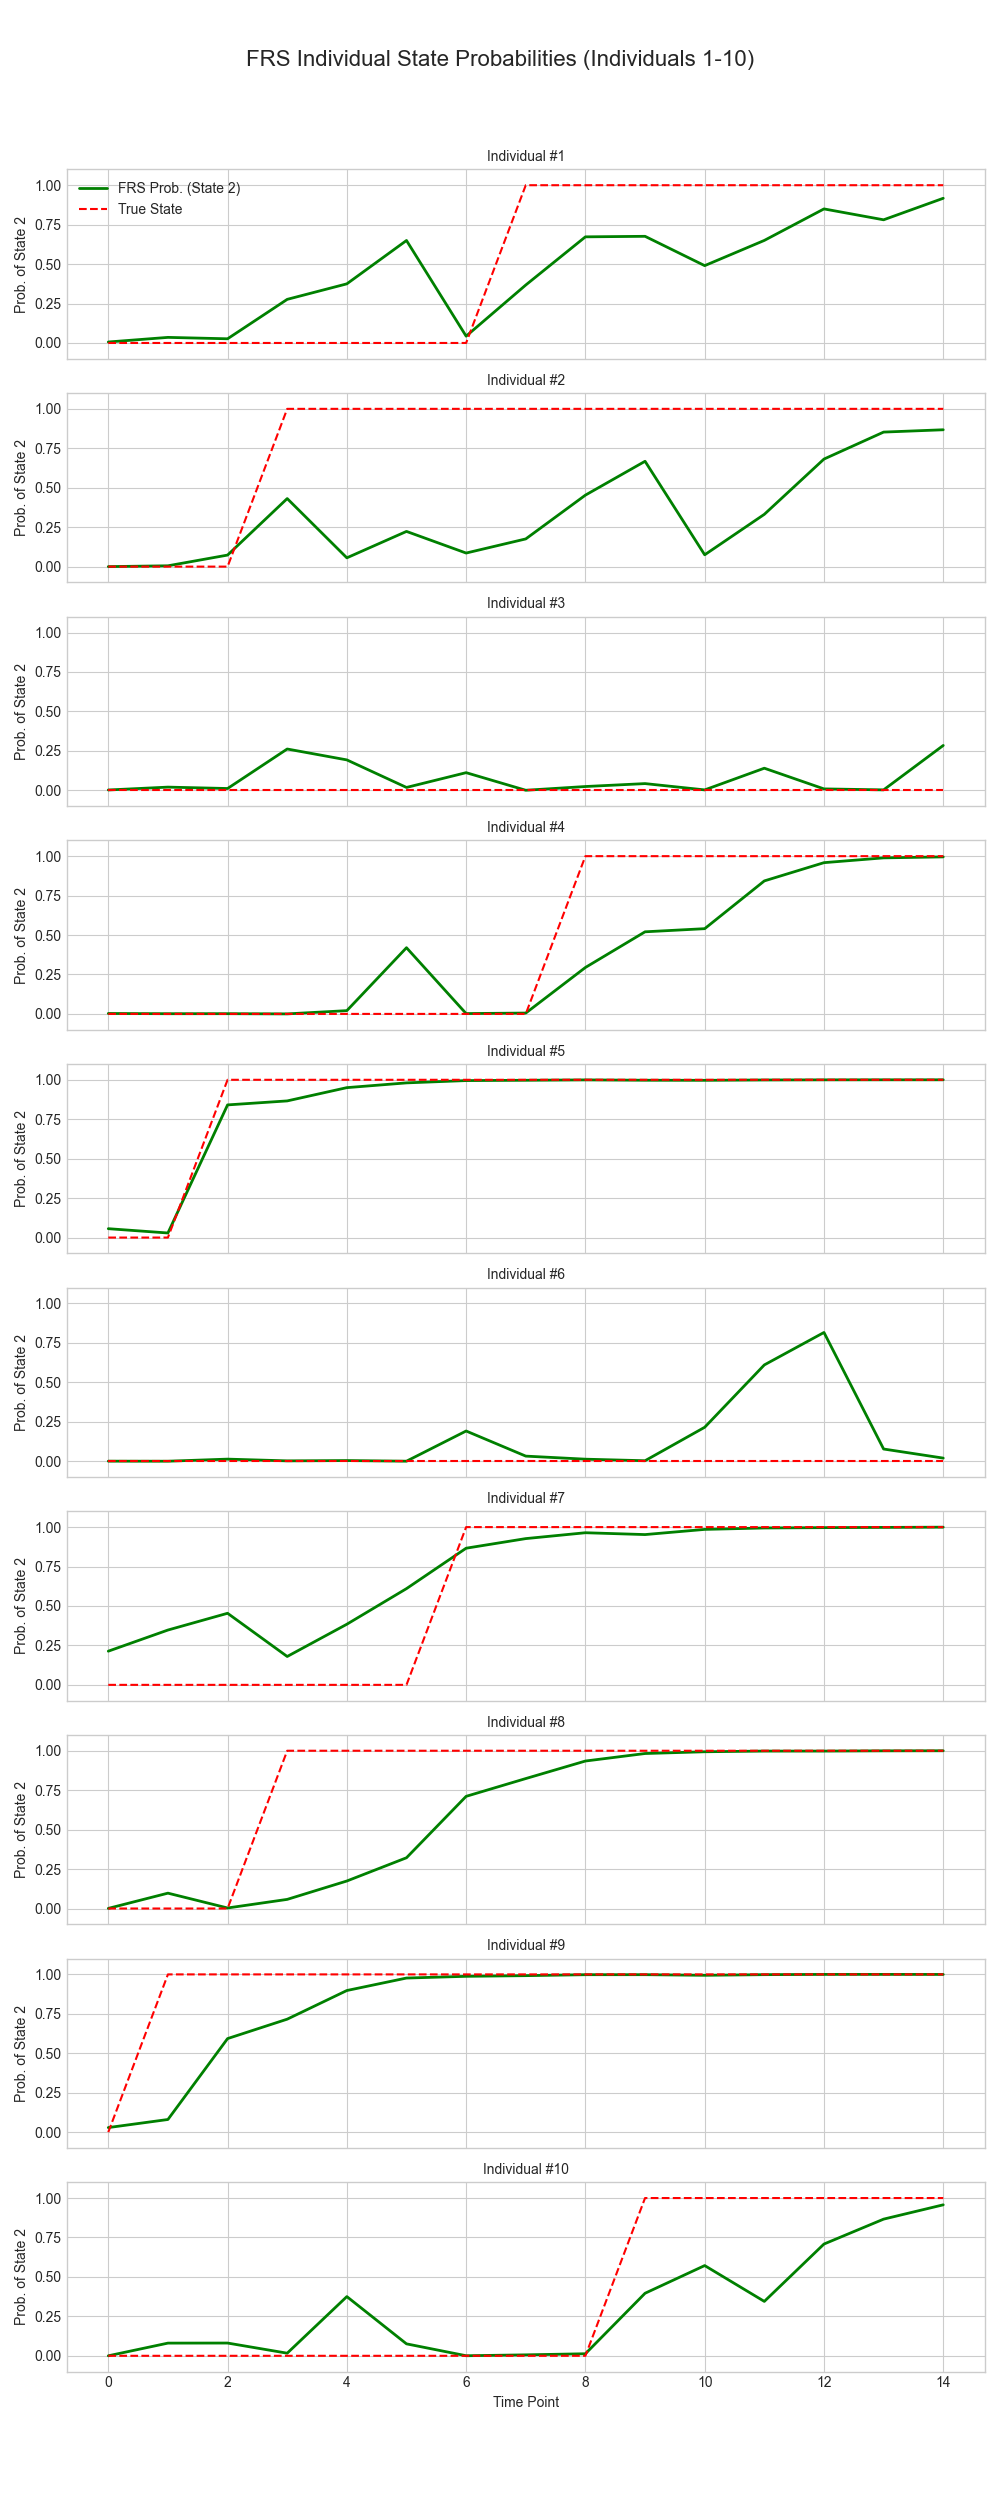 FRS Individual State Probabilities (Individuals 1-10)
Individual #1
FRS Prob. (State 2)
True State
Prob. of State 2
1.00
0.75
0.50
0.25
0.00
Individual #2
Prob. of State 2
1.00
0.75
0.50
0.25
0.00
Individual #3
Prob. of State 2
1.00
0.75
0.50
0.25
0.00
Individual #4
Prob. of State 2
1.00
0.75
0.50
0.25
0.00
Individual #5
Prob. of State 2
1.00
0.75
0.50
0.25
0.00
Individual #6
Prob. of State 2
1.00
0.75
0.50
0.25
0.00
Individual #7
Prob. of State 2
1.00
0.75
0.50
0.25
0.00
Individual #8
Prob. of State 2
1.00
0.75
0.50
0.25
0.00
Individual #9
Prob. of State 2
1.00
0.75
0.50
0.25
0.00
Individual #10
Prob. of State 2
1.00
0.75
0.50
0.25
0.00
0 2 4 6 8 10 12 14
Time Point